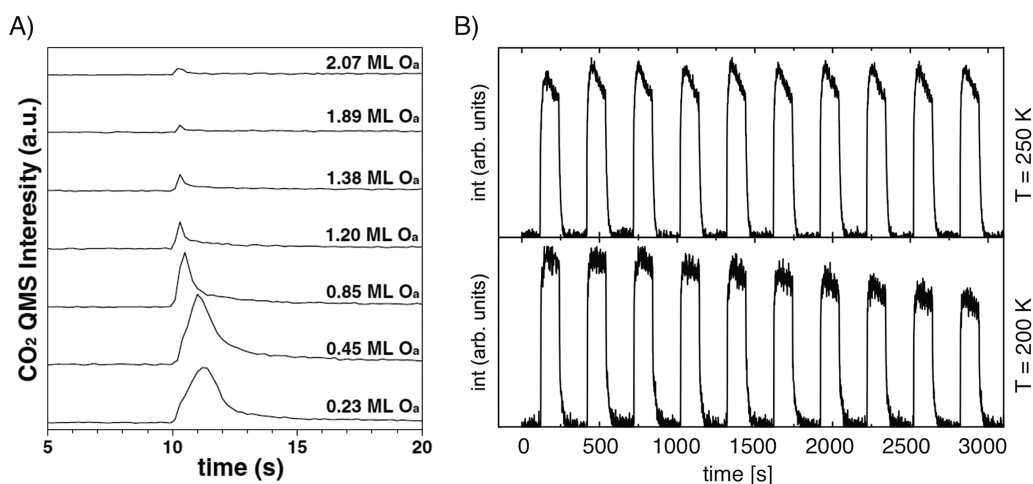 A)
CO₂ QMS Interesity (a.u.)
2.07 ML Oa
1.89 ML Oa
1.38 ML Oa
1.20 ML Oa
0.85 ML Oa
0.45 ML Oa
0.23 ML Oa
5 10 15 20
time (s)
B)
int (arb. units)
T = 250 K
int (arb. units)
T = 200 K
0 500 1000 1500 2000 2500 3000
time [s]